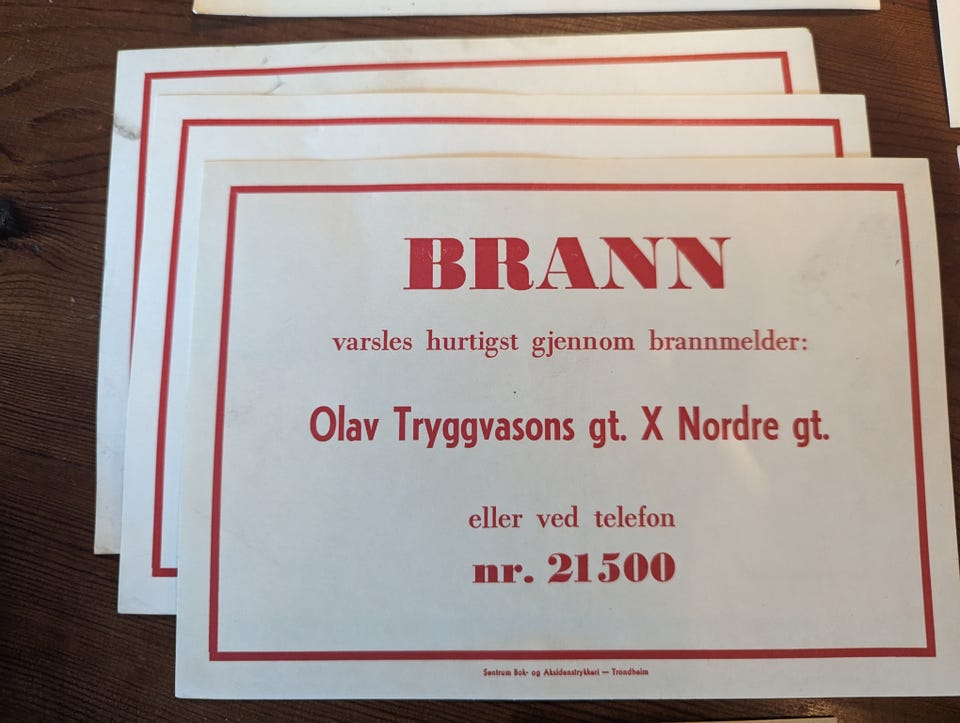 BRANN
varsles hurtigst gjennom brannmelder:
Olav Tryggvasons gt. X Nordre gt.
eller ved telefon
nr. 21500
Sentrum Bok- og Aksidenstrykkeri — Trondheim